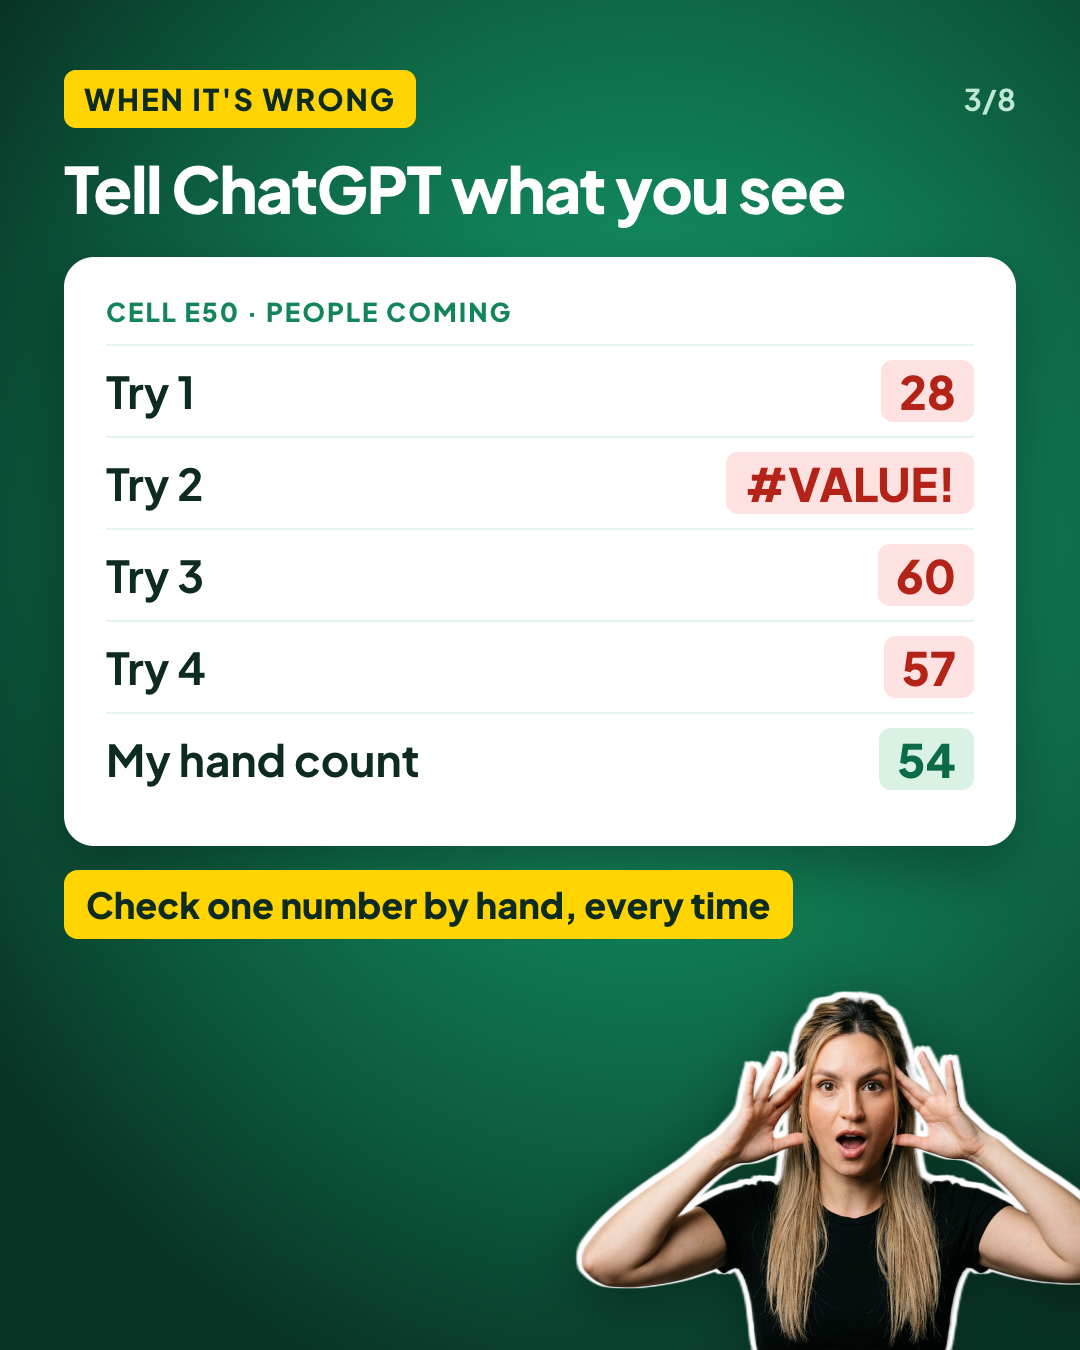 WHEN IT'S WRONG
3/8
Tell ChatGPT what you see
CELL E50 · PEOPLE COMING
Try 1 28
Try 2 #VALUE!
Try 3 60
Try 4 57
My hand count 54
Check one number by hand, every time